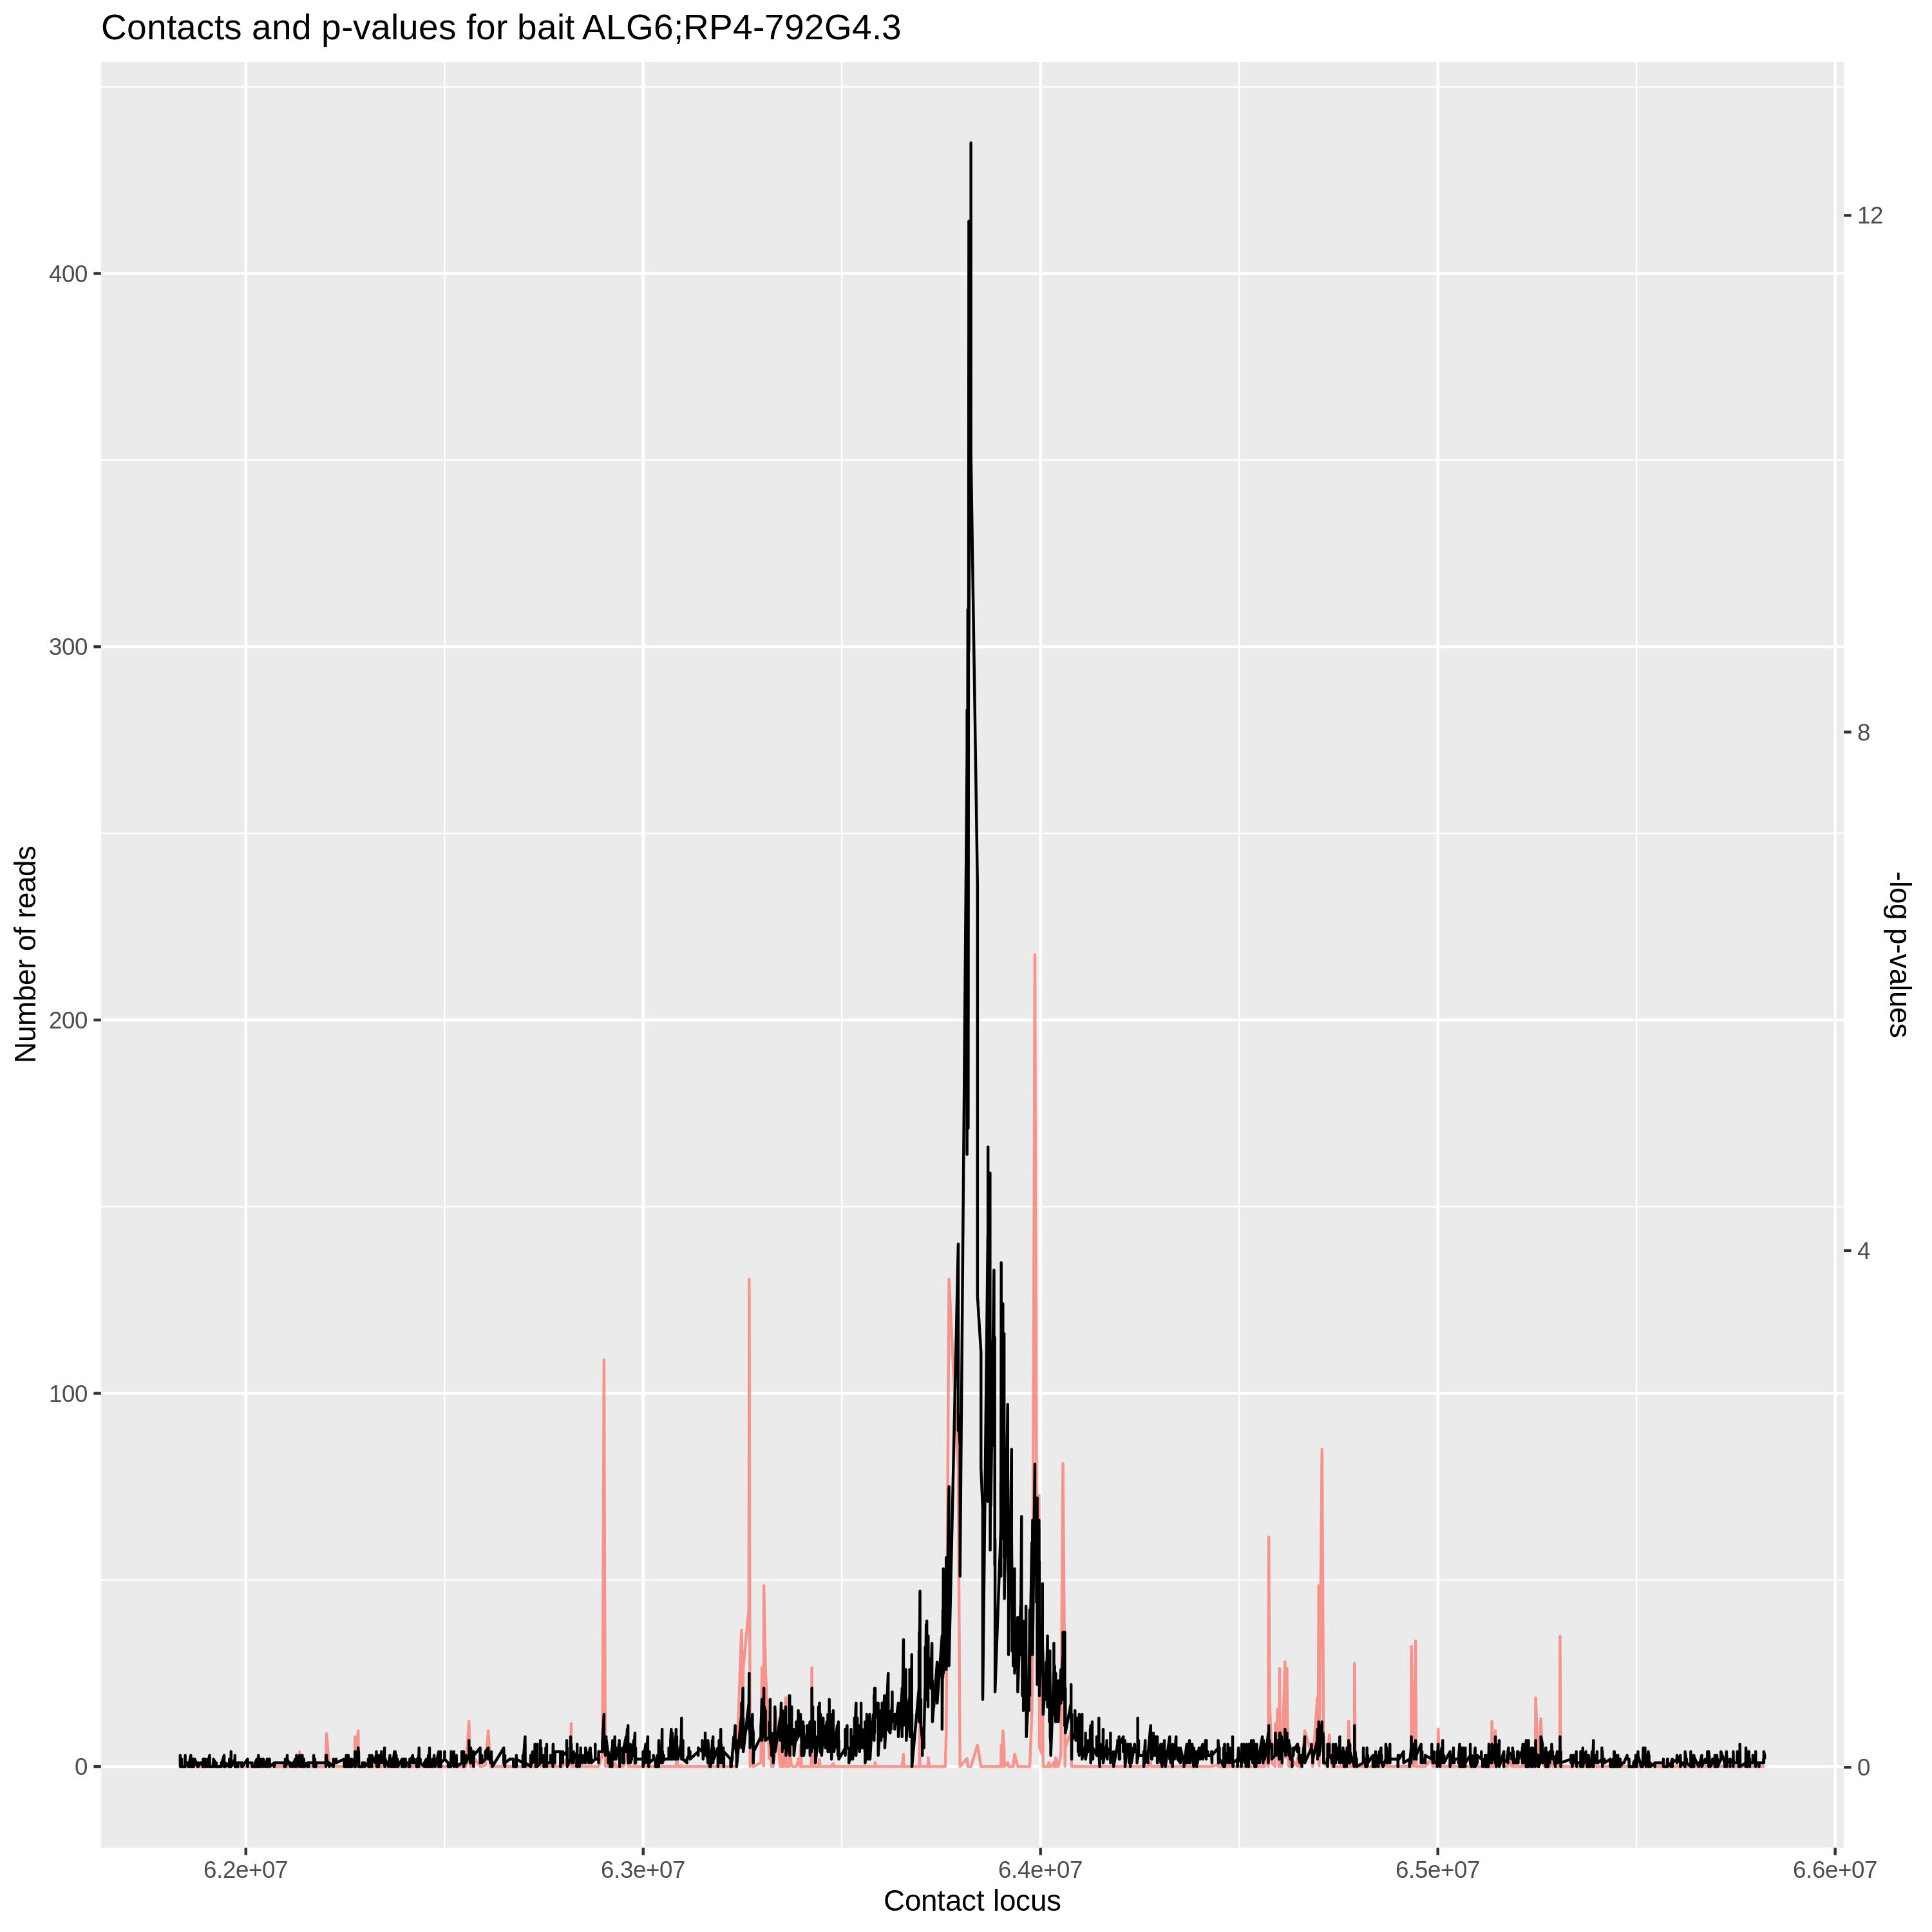 Contacts and p-values for bait ALG6;RP4-792G4.3
400
300
200
100
0
12
8
4
0
Number of reads
-log p-values
6.2e+07
6.3e+07
6.4e+07
6.5e+07
6.6e+07
Contact locus